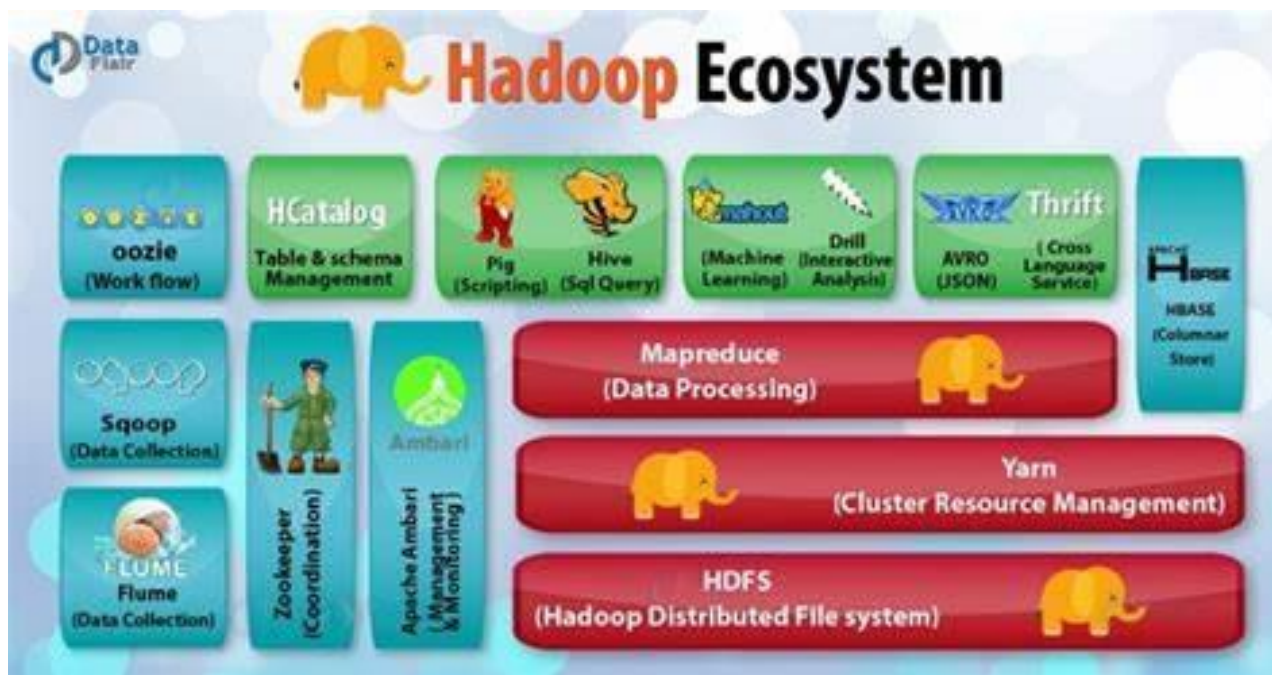 Data
Flair
Hadoop Ecosystem
OOZIE
oozie
(Work flow)
HCatalog
Table & schema
Management
Pig
(Scripting)
Hive
(Sql Query)
mahout
(Machine
Learning)
Drill
(Interactive
Analysis)
AVRO
AVRO
(JSON)
Thrift
( Cross
Language
Service)
APACHE
HBASE
HBASE
(Columnar
Store)
sqoop
Sqoop
(Data Collection)
FLUME
Flume
(Data Collection)
Zookeeper
(Coordination)
Ambari
Apache Ambari
( Management
& Monitoring)
Mapreduce
(Data Processing)
Yarn
(Cluster Resource Management)
HDFS
(Hadoop Distributed FIle system)